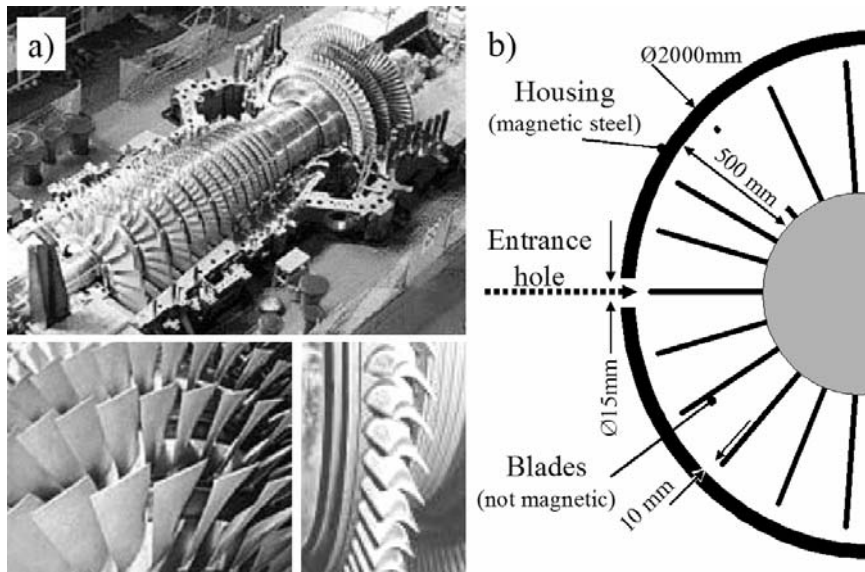 a)
b)
Ø2000mm
Housing
(magnetic steel)
500 mm
Entrance
hole
Ø15mm
Blades
(not magnetic)
10 mm